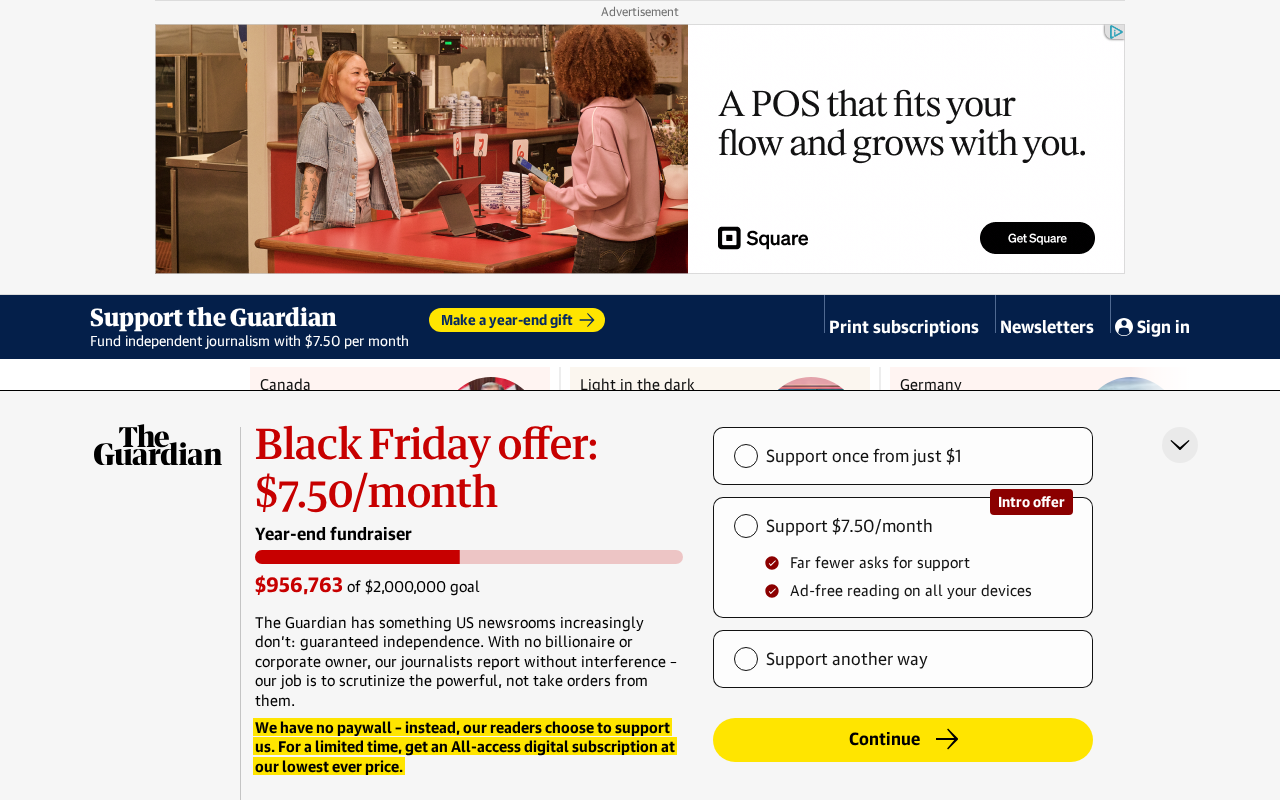 Advertisement
A POS that fits your
flow and grows with you.
Square
Get Square
Support the Guardian
Fund independent journalism with $7.50 per month
Make a year-end gift
Print subscriptions
Newsletters
Sign in
Canada
Light in the dark
Germany
The
Guardian
Black Friday offer:
$7.50/month
Year-end fundraiser
$956,763 of $2,000,000 goal
The Guardian has something US newsrooms increasingly
don't: guaranteed independence. With no billionaire or
corporate owner, our journalists report without interference –
our job is to scrutinize the powerful, not take orders from
them.
We have no paywall – instead, our readers choose to support
us. For a limited time, get an All-access digital subscription at
our lowest ever price.
Support once from just $1
Intro offer
Support $7.50/month
Far fewer asks for support
Ad-free reading on all your devices
Support another way
Continue